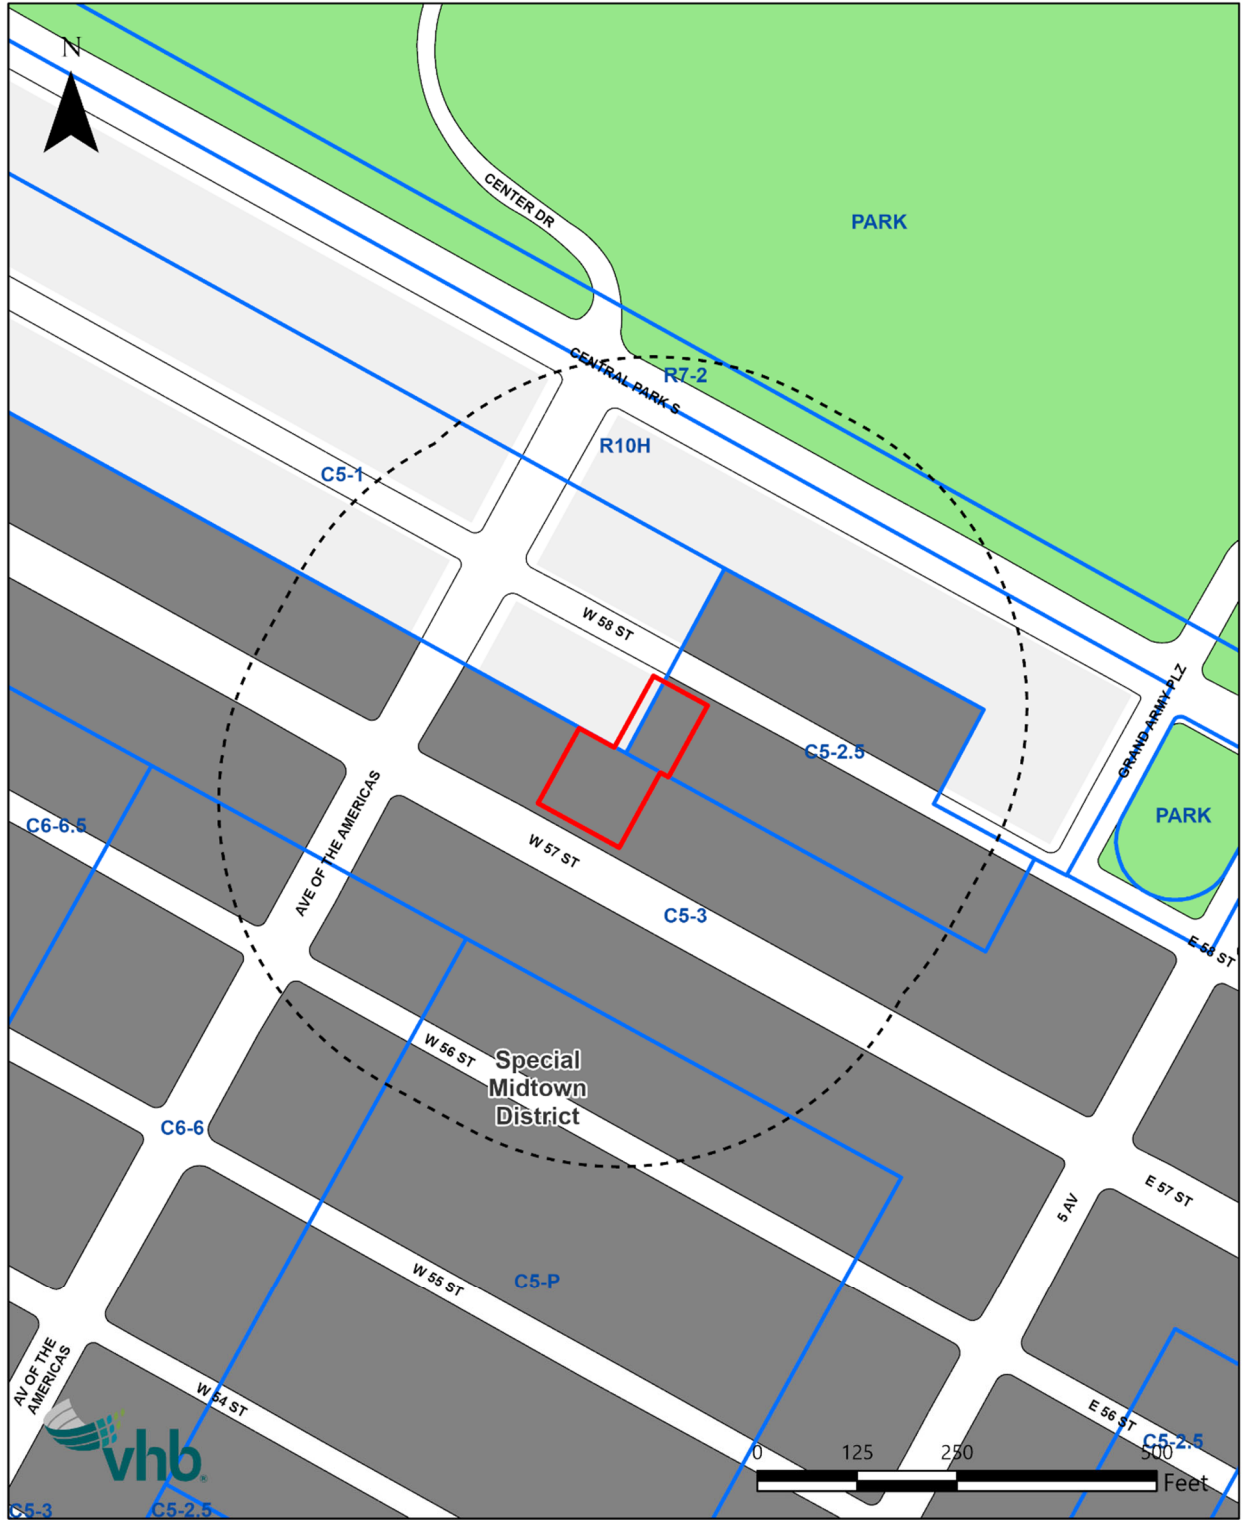 N
CENTER DR
PARK
CENTRAL PARK S
R7-2
R10H
C5-1
W 58 ST
GRAND ARMY PLZ
C5-2.5
PARK
C6-6.5
AVE OF THE AMERICAS
W 57 ST
C5-3
E 58 ST
W 56 ST
Special
Midtown
District
C6-6
E 57 ST
5 AV
C5-P
W 55 ST
AV OF THE
AMERICAS
W 54 ST
E 56 ST
C5-2.5
vhb®
0 125 250 500
Feet
C5-3
C5-2.5